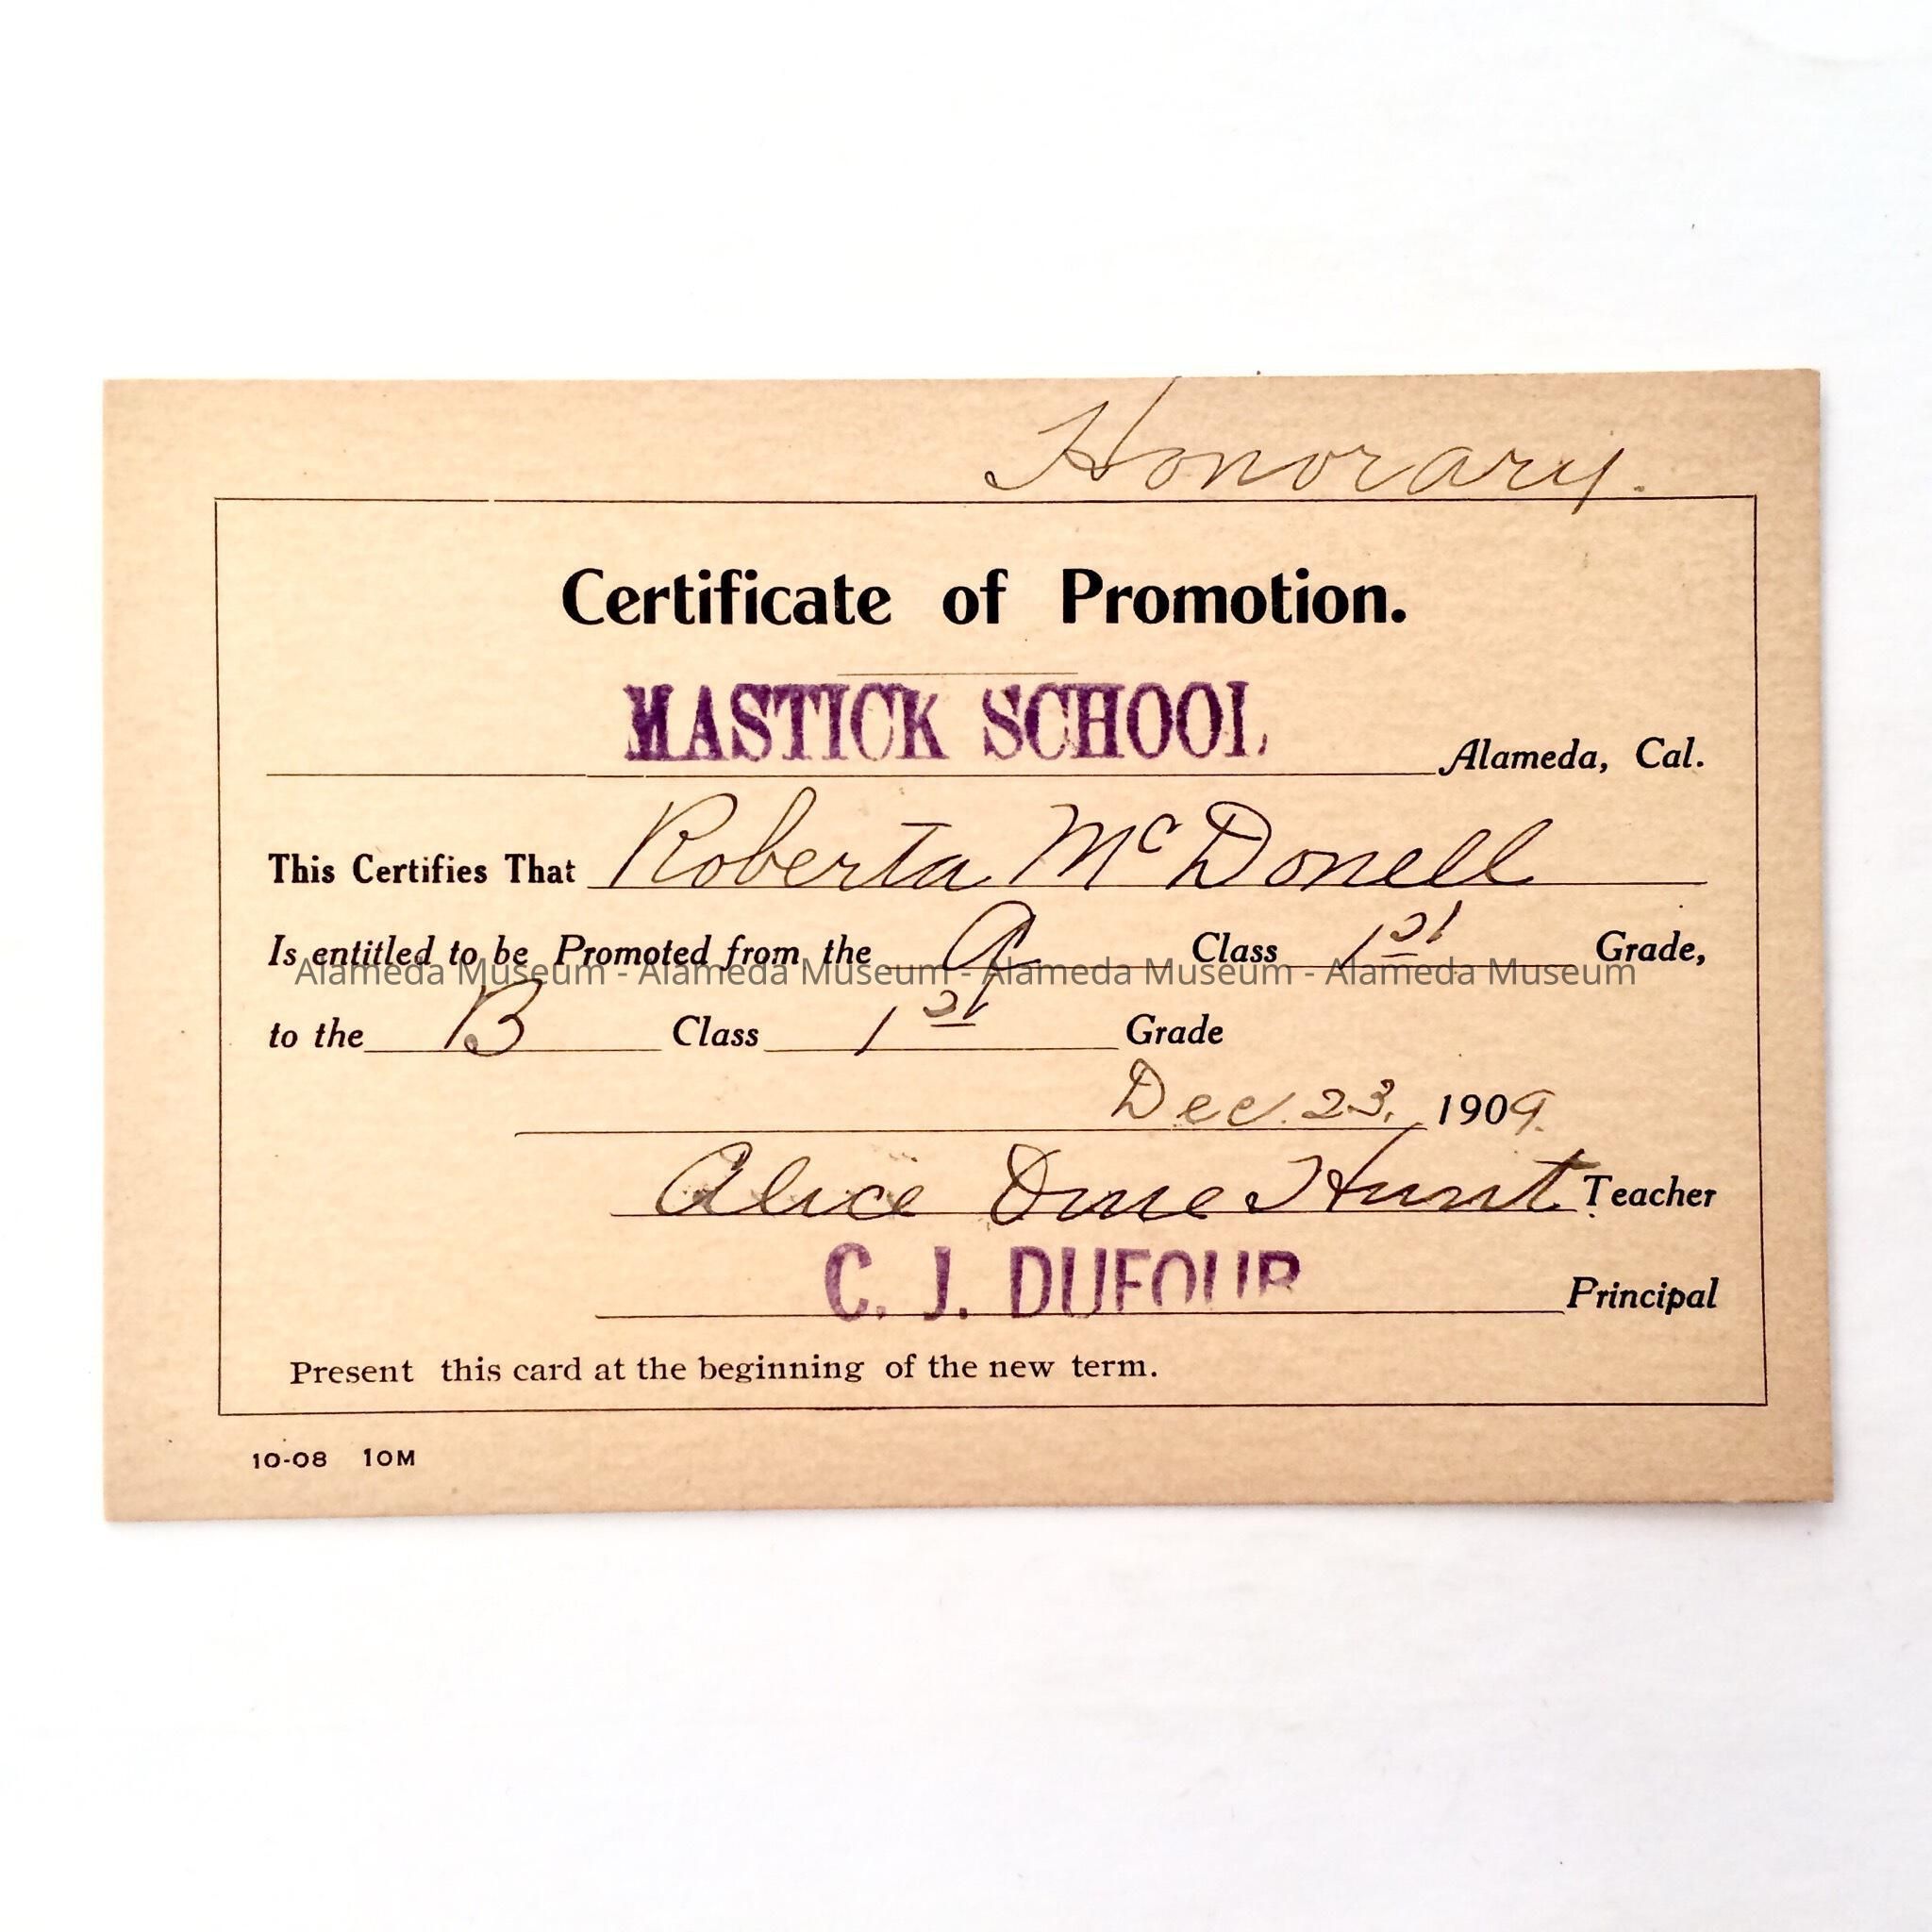 Honorary.
Certificate of Promotion.
MASTICK SCHOOL Alameda, Cal.
This Certifies That Roberta McDonell
Is entitled to be Promoted from the A Class 1st Grade,
Alameda Museum - Alameda Museum - Alameda Museum - Alameda Museum
to the B Class 1st Grade
Dec. 23, 1909.
Alice Hunt Teacher
C. J. DUFOUR Principal
Present this card at the beginning of the new term.
10-08 10M